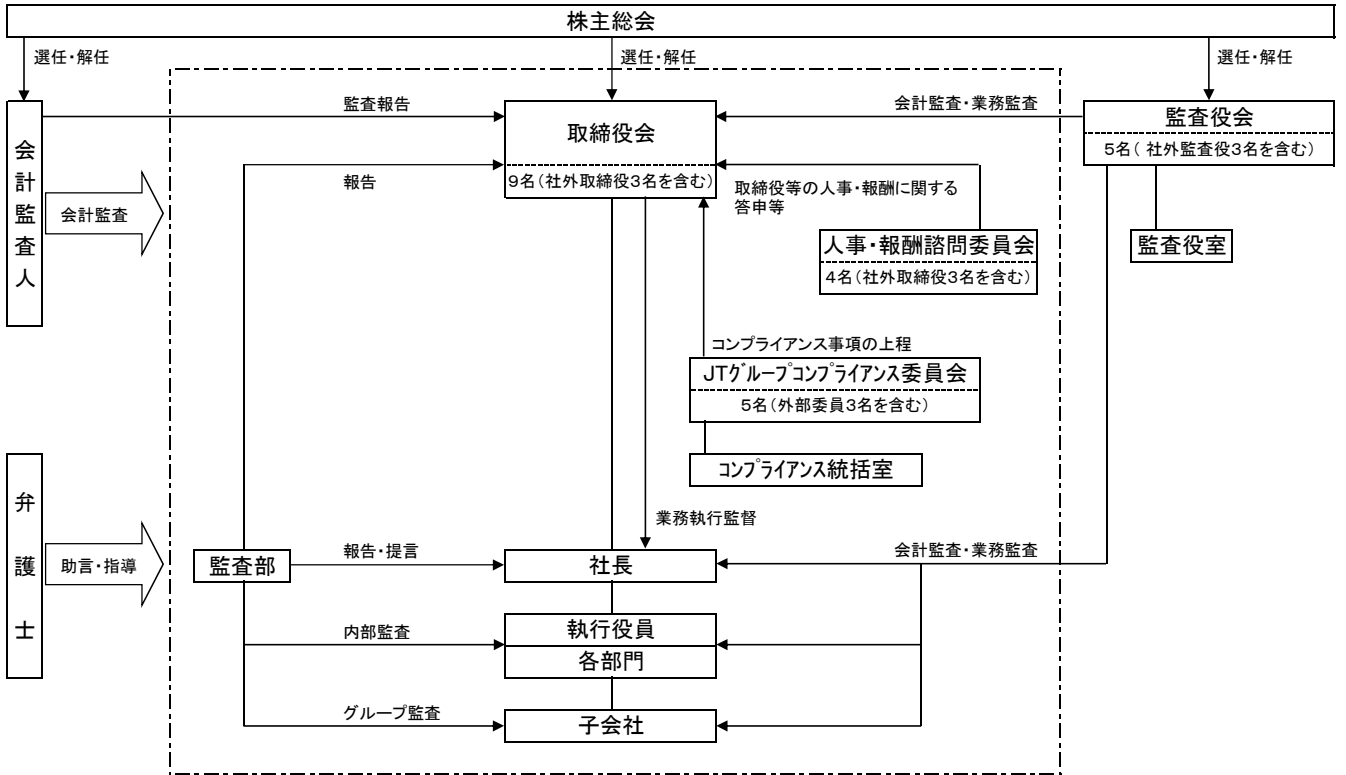 株主総会
選任・解任
選任・解任
選任・解任
会計監査人
監査報告
取締役会
9名(社外取締役3名を含む)
会計監査・業務監査
監査役会
5名( 社外監査役3名を含む)
報告
会計監査
取締役等の人事・報酬に関する
答申等
人事・報酬諮問委員会
4名(社外取締役3名を含む)
監査役室
コンプライアンス事項の上程
JTグループコンプライアンス委員会
5名(外部委員3名を含む)
コンプライアンス統括室
弁護士
助言・指導
業務執行監督
監査部
報告・提言
社長
会計監査・業務監査
内部監査
執行役員
各部門
グループ監査
子会社